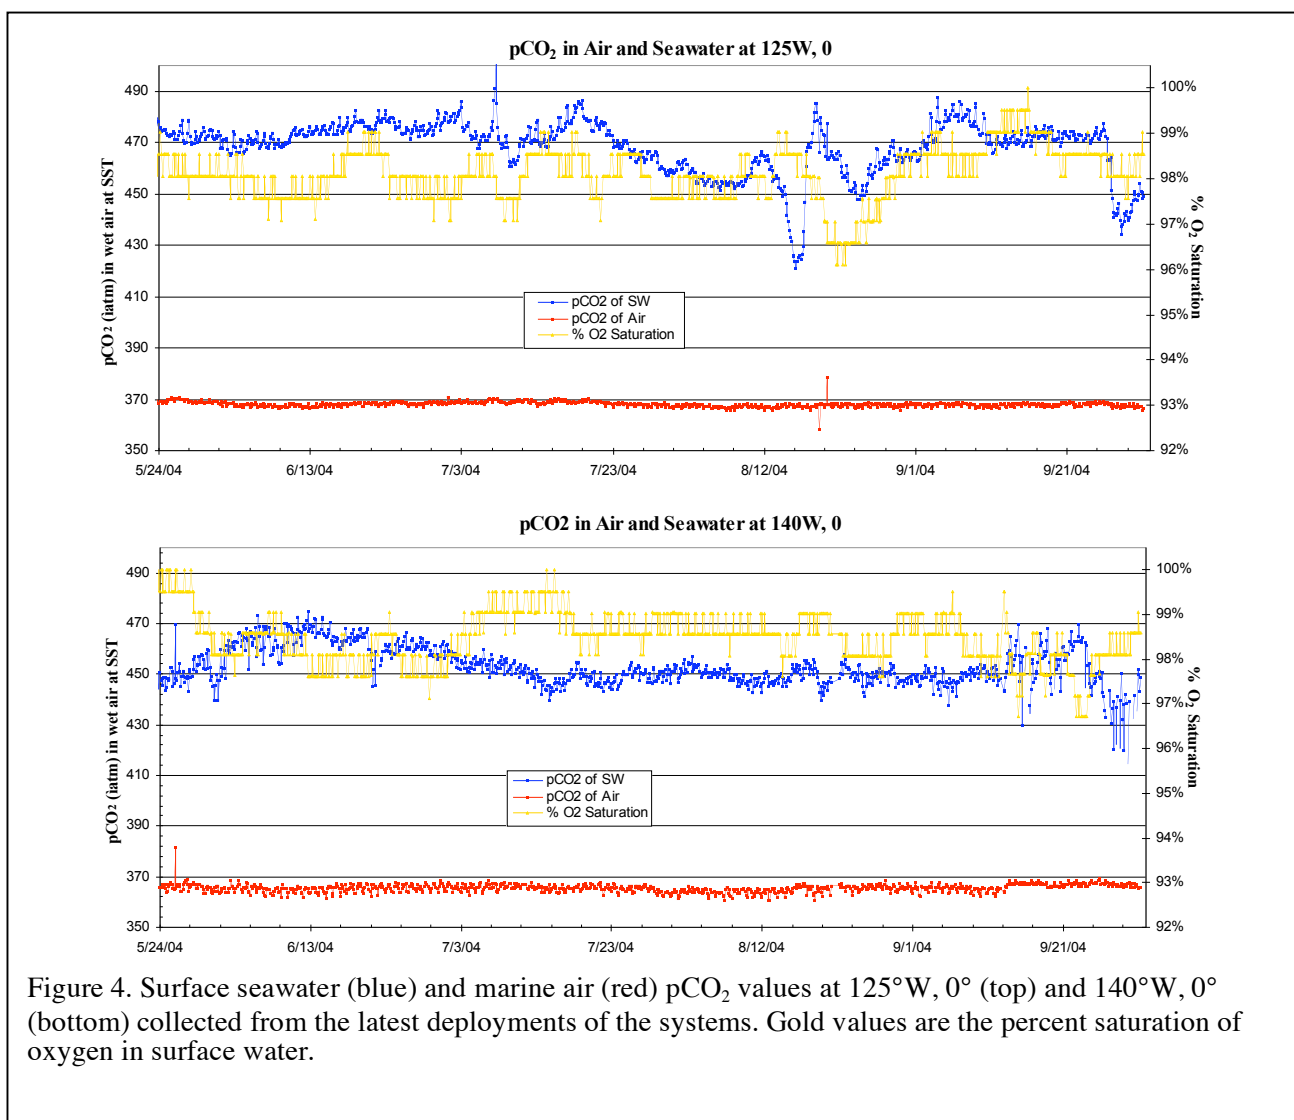 pCO₂ in Air and Seawater at 125W, 0
490
470
450
430
410
390
370
350
pCO₂ (iatm) in wet air at SST
100%
99%
98%
97%
96%
95%
94%
93%
92%
% O₂ Saturation
pCO2 of SW
pCO2 of Air
% O2 Saturation
5/24/04 6/13/04 7/3/04 7/23/04 8/12/04 9/1/04 9/21/04
pCO2 in Air and Seawater at 140W, 0
490
470
450
430
410
390
370
350
pCO₂ (iatm) in wet air at SST
100%
99%
98%
97%
96%
95%
94%
93%
92%
% O₂ Saturation
pCO2 of SW
pCO2 of Air
% O2 Saturation
5/24/04 6/13/04 7/3/04 7/23/04 8/12/04 9/1/04 9/21/04
Figure 4. Surface seawater (blue) and marine air (red) pCO₂ values at 125°W, 0° (top) and 140°W, 0°
(bottom) collected from the latest deployments of the systems. Gold values are the percent saturation of
oxygen in surface water.